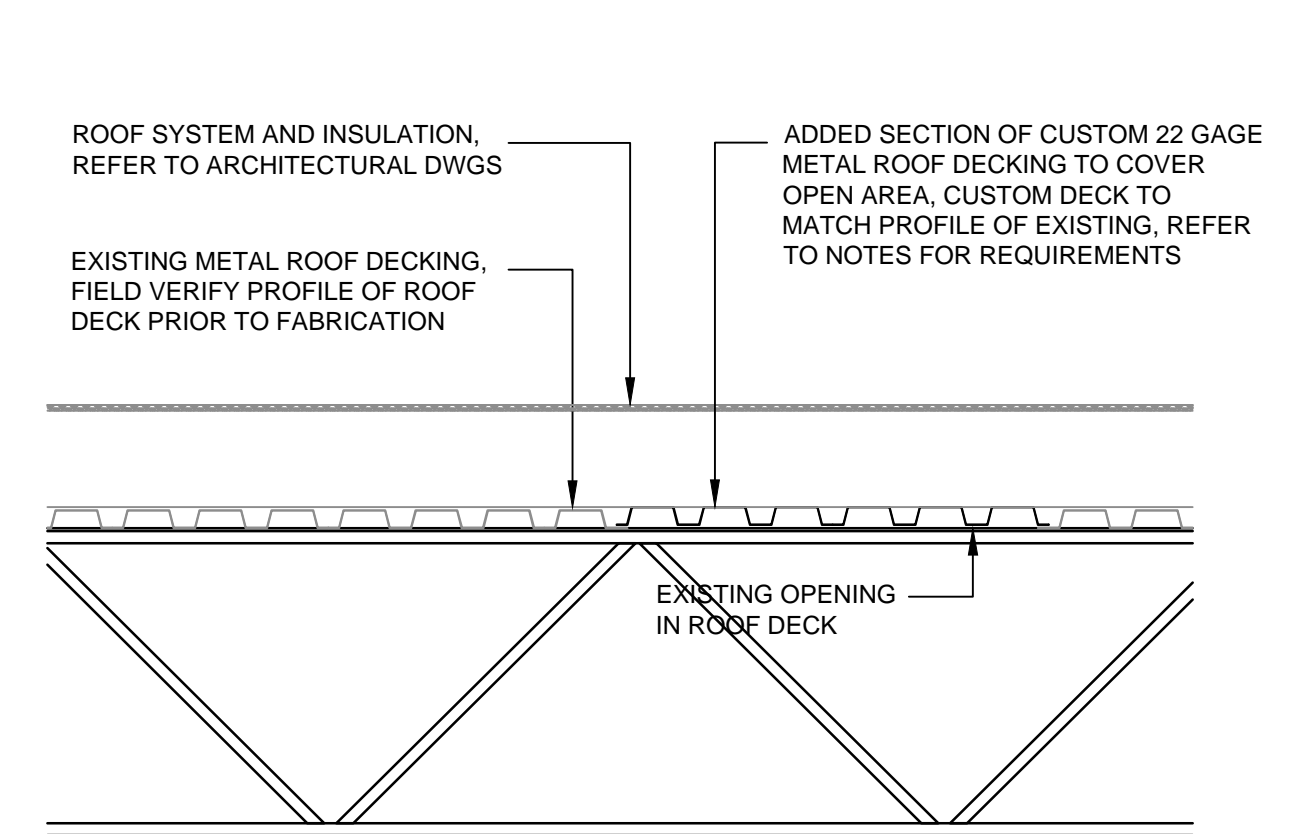 ROOF SYSTEM AND INSULATION,
REFER TO ARCHITECTURAL DWGS
EXISTING METAL ROOF DECKING,
FIELD VERIFY PROFILE OF ROOF
DECK PRIOR TO FABRICATION
ADDED SECTION OF CUSTOM 22 GAGE
METAL ROOF DECKING TO COVER
OPEN AREA, CUSTOM DECK TO
MATCH PROFILE OF EXISTING, REFER
TO NOTES FOR REQUIREMENTS
EXISTING OPENING
IN ROOF DECK